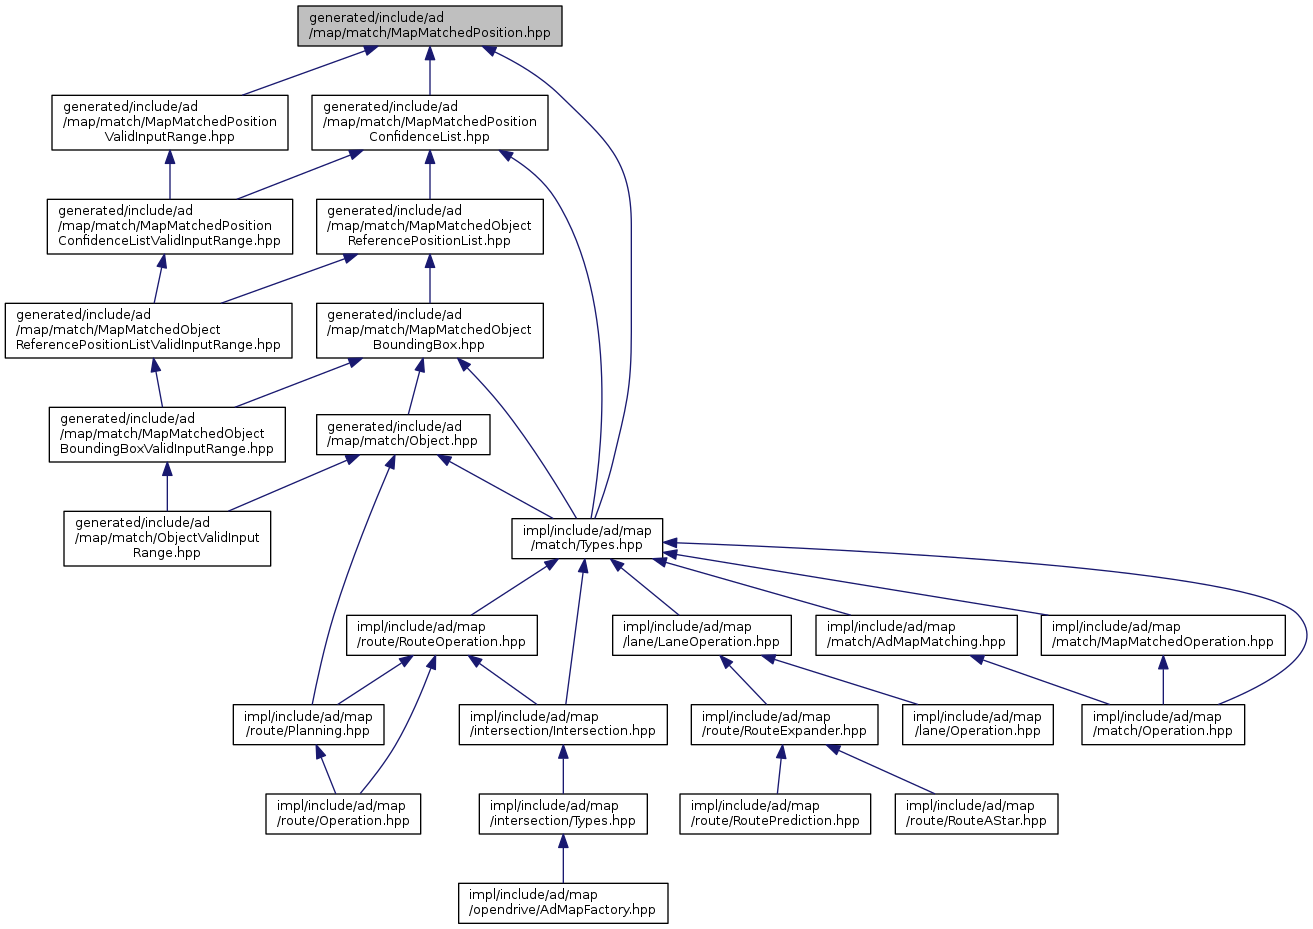 generated/include/ad
/map/match/MapMatchedPosition.hpp
generated/include/ad
/map/match/MapMatchedPosition
ValidInputRange.hpp
generated/include/ad
/map/match/MapMatchedPosition
ConfidenceList.hpp
generated/include/ad
/map/match/MapMatchedPosition
ConfidenceListValidInputRange.hpp
generated/include/ad
/map/match/MapMatchedObject
ReferencePositionList.hpp
generated/include/ad
/map/match/MapMatchedObject
ReferencePositionListValidInputRange.hpp
generated/include/ad
/map/match/MapMatchedObject
BoundingBox.hpp
generated/include/ad
/map/match/MapMatchedObject
BoundingBoxValidInputRange.hpp
generated/include/ad
/map/match/Object.hpp
generated/include/ad
/map/match/ObjectValidInput
Range.hpp
impl/include/ad/map
/match/Types.hpp
impl/include/ad/map
/route/RouteOperation.hpp
impl/include/ad/map
/lane/LaneOperation.hpp
impl/include/ad/map
/match/AdMapMatching.hpp
impl/include/ad/map
/match/MapMatchedOperation.hpp
impl/include/ad/map
/route/Planning.hpp
impl/include/ad/map
/intersection/Intersection.hpp
impl/include/ad/map
/route/RouteExpander.hpp
impl/include/ad/map
/lane/Operation.hpp
impl/include/ad/map
/match/Operation.hpp
impl/include/ad/map
/route/Operation.hpp
impl/include/ad/map
/intersection/Types.hpp
impl/include/ad/map
/route/RoutePrediction.hpp
impl/include/ad/map
/route/RouteAStar.hpp
impl/include/ad/map
/opendrive/AdMapFactory.hpp